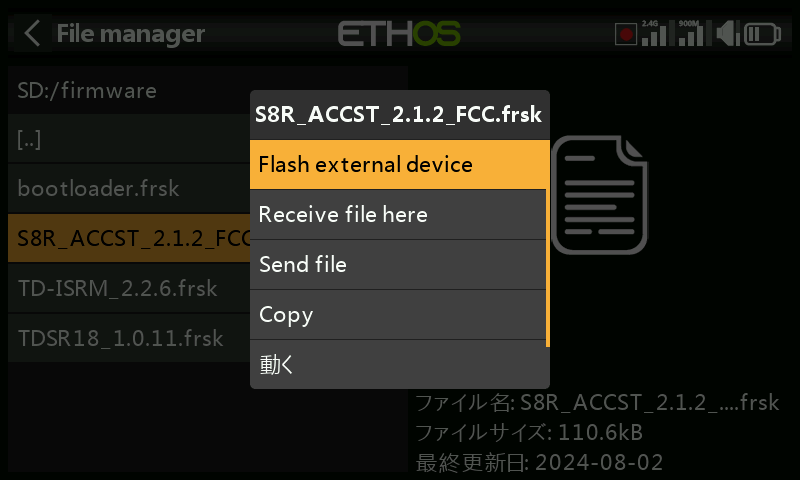 File manager
ETHOS
2.4G
900M
SD:/firmware
[..]
bootloader.frsk
S8R_ACCST_2.1.2_FCC
TD-ISRM_2.2.6.frsk
TDSR18_1.0.11.frsk
S8R_ACCST_2.1.2_FCC.frsk
Flash external device
Receive file here
Send file
Copy
動く
ファイル名: S8R_ACCST_2.1.2_....frsk
ファイルサイズ: 110.6kB
最終更新日: 2024-08-02